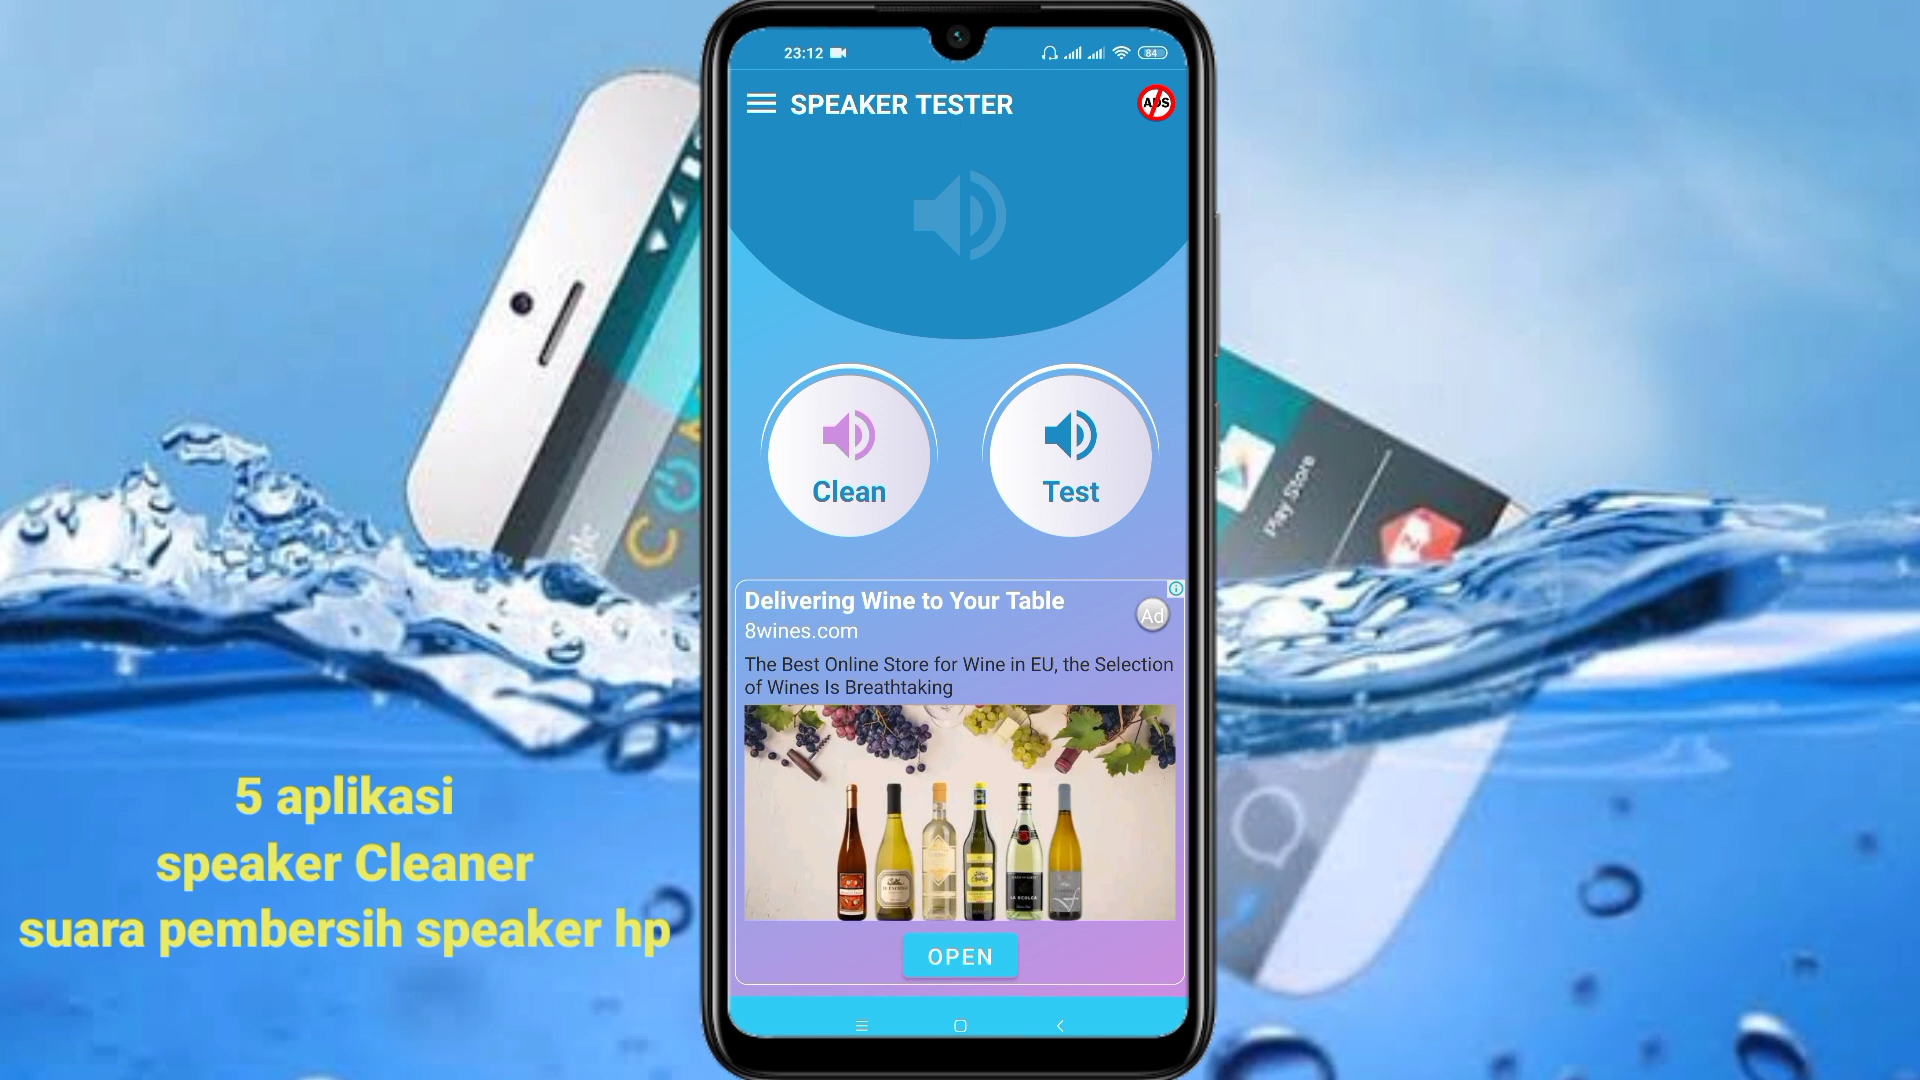 23:12
84
SPEAKER TESTER
ADS
Clean
Test
Delivering Wine to Your Table
Ad
8wines.com
The Best Online Store for Wine in EU, the Selection
of Wines Is Breathtaking
OPEN
Play Store
5 aplikasi
speaker Cleaner
suara pembersih speaker hp